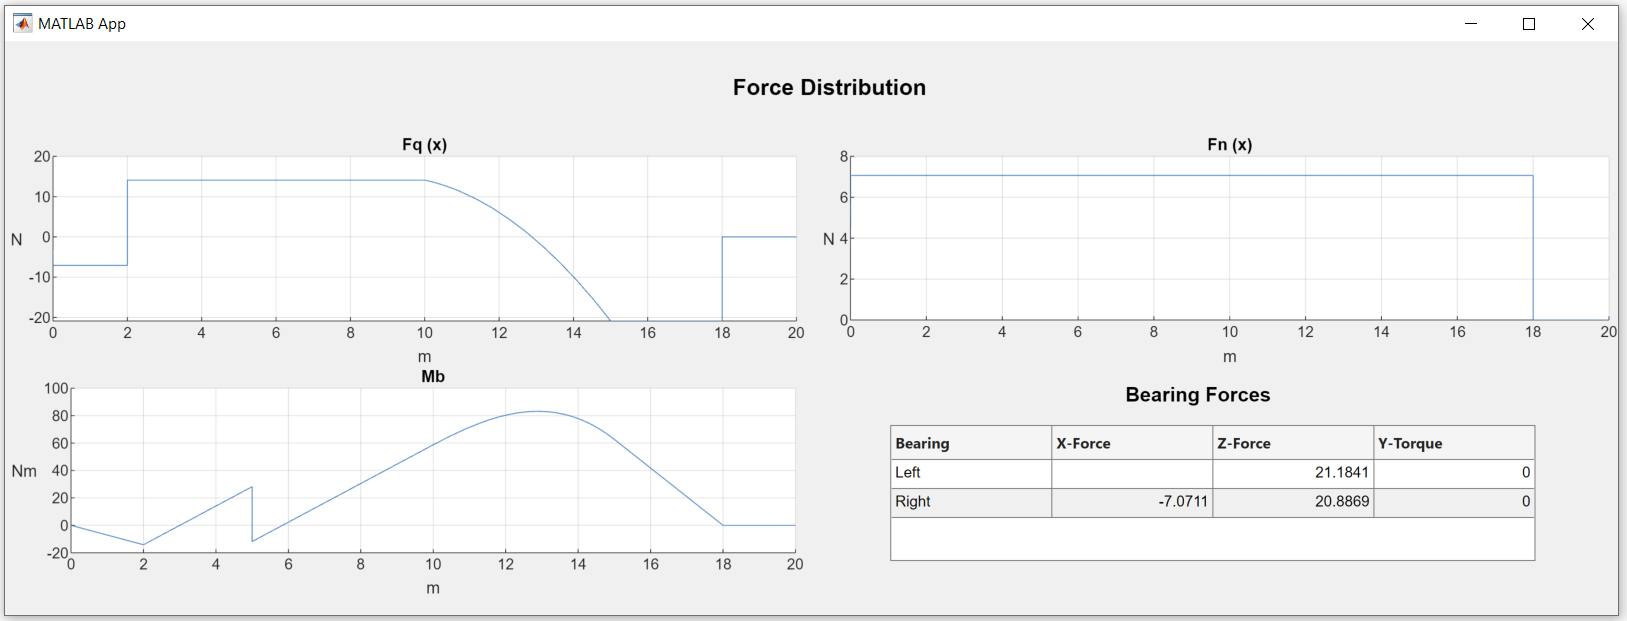 MATLAB App
Force Distribution
Fq (x)
20
10
N
0
-10
-20
0 2 4 6 8 10 12 14 16 18 20
m
Fn (x)
8
6
N 4
2
0
0 2 4 6 8 10 12 14 16 18 20
m
Mb
100
80
60
Nm 40
20
0
-20
0 2 4 6 8 10 12 14 16 18 20
m
Bearing Forces
Bearing X-Force Z-Force Y-Torque
Left 21.1841 0
Right -7.0711 20.8869 0